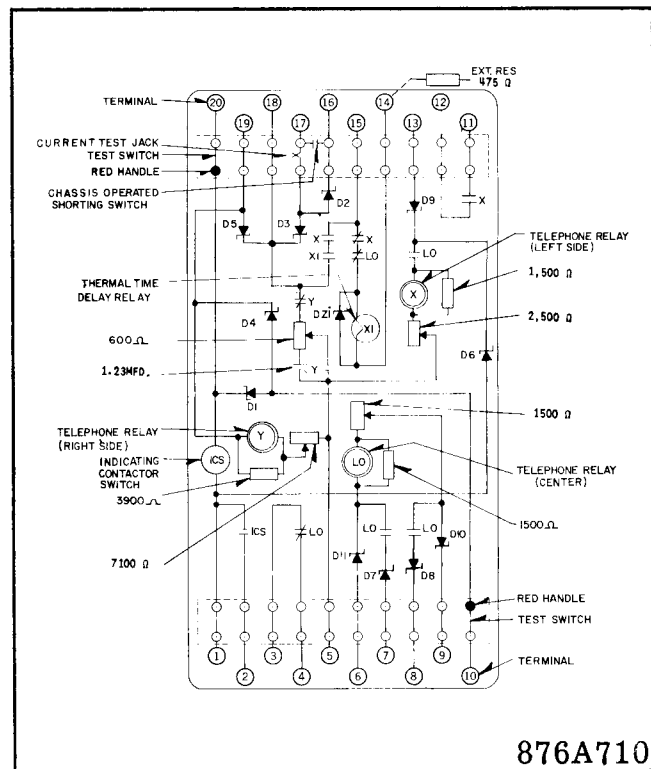 EXT. RES
475 Ω
TERMINAL
20
18
16
14
12
19
17
15
13
11
CURRENT TEST JACK
TEST SWITCH
RED HANDLE
CHASSIS OPERATED
SHORTING SWITCH
D2
D9
X
D5
D3
X
X
LO
TELEPHONE RELAY
(LEFT SIDE)
X1
LO
THERMAL TIME
DELAY RELAY
1,500 Ω
X
Y
D4
DZ1
X1
2,500 Ω
600Ω
D6
1.23MFD.
Y
D1
1500 Ω
TELEPHONE RELAY
(RIGHT SIDE)
Y
INDICATING
CONTACTOR
SWITCH
ICS
LO
TELEPHONE RELAY
(CENTER)
3900Ω
1500Ω
ICS
LO
LO
LO
D10
7100 Ω
D11
D7
D8
RED HANDLE
TEST SWITCH
1
3
5
7
9
2
4
6
8
10
TERMINAL
876A710